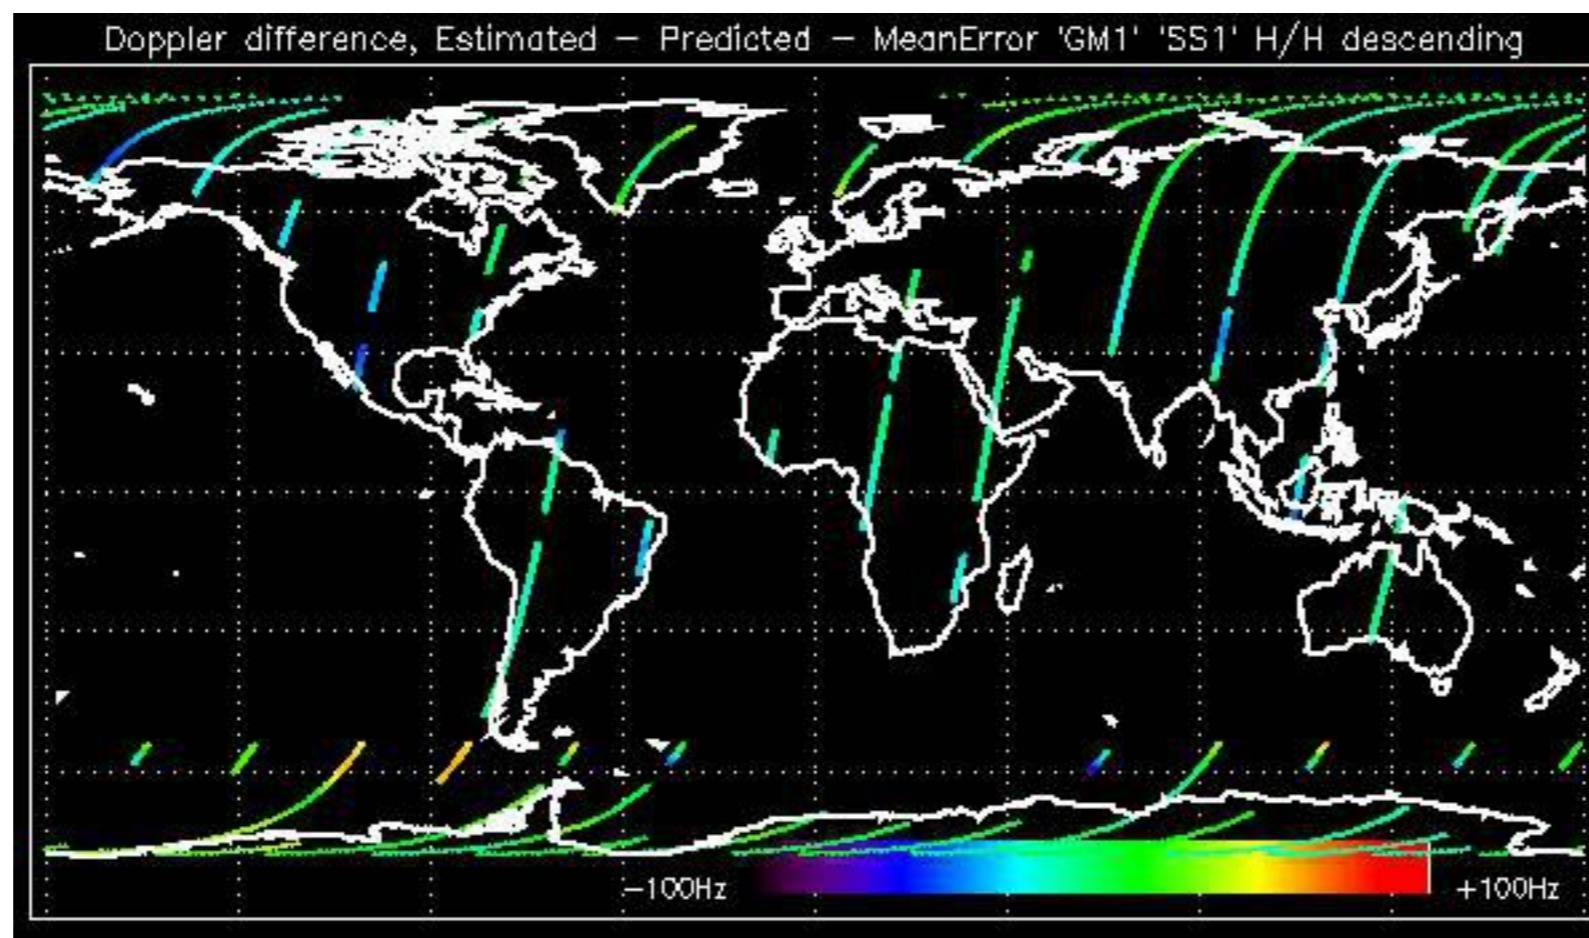 Doppler difference, Estimated – Predicted – MeanError 'GM1' 'SS1' H/H descending
–100Hz
+100Hz